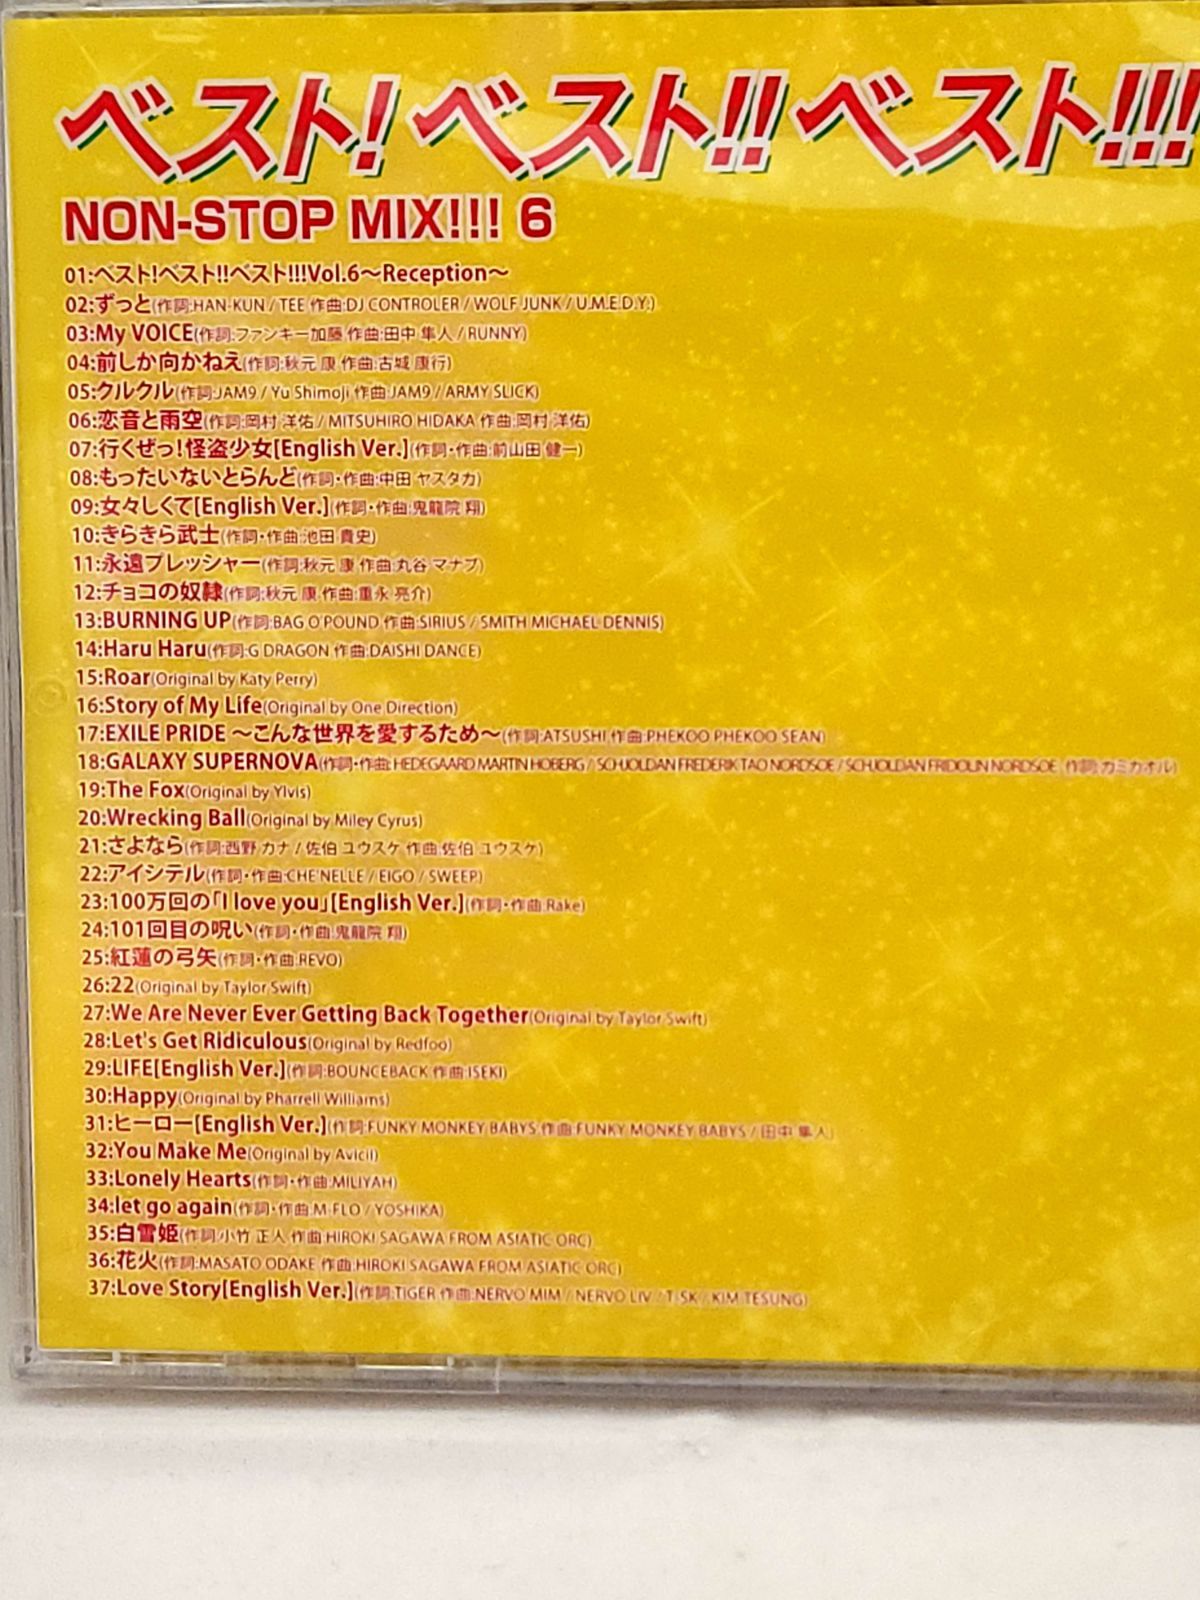 ベスト! ベスト!! ベスト!!!
NON-STOP MIX!!! 6
01:ベスト!ベスト!!ベスト!!!Vol.6〜Reception〜
02:ずっと(作詞:HAN-KUN / TEE 作曲:DJ CONTROLER / WOLF JUNK / U.M.E.D.Y.)
03:My VOICE(作詞:ファンキー加藤 作曲:田中 隼人 / RUNNY)
04:前しか向かねえ(作詞:秋元 康 作曲:古城 康行)
05:クルクル(作詞:JAM9 / Yu Shimoji 作曲:JAM9 / ARMY SLICK)
06:恋音と雨空(作詞:岡村 洋佑 / MITSUHIRO HIDAKA 作曲:岡村 洋佑)
07:行くぜっ!怪盗少女[English Ver.](作詞・作曲:前山田 健一)
08:もったいないとらんど(作詞・作曲:中田 ヤスタカ)
09:女々しくて[English Ver.](作詞・作曲:鬼龍院 翔)
10:きらきら武士(作詞・作曲:池田 貴史)
11:永遠プレッシャー(作詞:秋元 康 作曲:丸谷 マナブ)
12:チョコの奴隷(作詞:秋元 康 作曲:重永 亮介)
13:BURNING UP(作詞:BAG O'POUND 作曲:SIRIUS / SMITH MICHAEL DENNIS)
14:Haru Haru(作詞:G DRAGON 作曲:DAISHI DANCE)
15:Roar(Original by Katy Perry)
16:Story of My Life(Original by One Direction)
17:EXILE PRIDE 〜こんな世界を愛するため〜(作詞:ATSUSHI 作曲:PHEKOO PHEKOO SEAN)
18:GALAXY SUPERNOVA(作詞・作曲:HEDEGAARD MARTIN HOBERG / SCHJOLDAN FREDERIK TAO NORDSOE / SCHJOLDAN FRIDOLIN NORDSOE 作詞:カミカオル)
19:The Fox(Original by Ylvis)
20:Wrecking Ball(Original by Miley Cyrus)
21:さよなら(作詞:西野 カナ / 佐伯 ユウスケ 作曲:佐伯 ユウスケ)
22:アイシテル(作詞・作曲:CHE'NELLE / EIGO / SWEEP)
23:100万回の「I love you」[English Ver.](作詞・作曲:Rake)
24:101回目の呪い(作詞・作曲:鬼龍院 翔)
25:紅蓮の弓矢(作詞・作曲:REVO)
26:22(Original by Taylor Swift)
27:We Are Never Ever Getting Back Together(Original by Taylor Swift)
28:Let's Get Ridiculous(Original by Redfoo)
29:LIFE[English Ver.](作詞:BOUNCEBACK 作曲:ISEKI)
30:Happy(Original by Pharrell Williams)
31:ヒーロー[English Ver.](作詞:FUNKY MONKEY BABYS 作曲:FUNKY MONKEY BABYS / 田中 隼人)
32:You Make Me(Original by Avicii)
33:Lonely Hearts(作詞・作曲:MILIYAH)
34:let go again(作詞・作曲:M-FLO / YOSHIKA)
35:白雪姫(作詞:小竹 正人 作曲:HIROKI SAGAWA FROM ASIATIC ORC)
36:花火(作詞:MASATO ODAKE 作曲:HIROKI SAGAWA FROM ASIATIC ORC)
37:Love Story[English Ver.](作詞:TIGER 作曲:NERVO MIM / NERVO LIV / T-SK / KIM TESUNG)